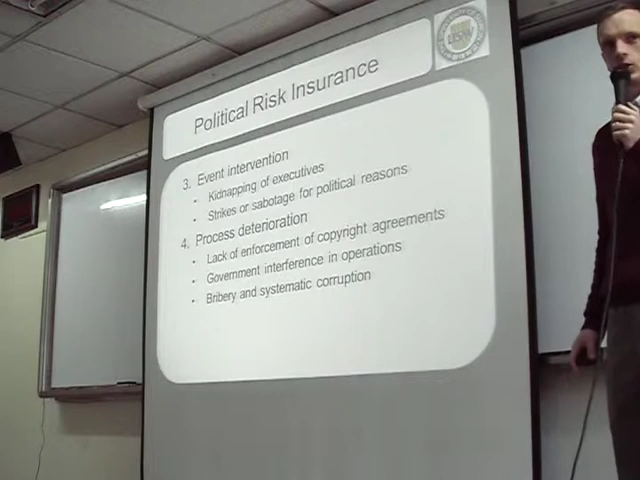 Political Risk Insurance
3. Event intervention
• Kidnapping of executives
• Strikes or sabotage for political reasons
4. Process deterioration
• Lack of enforcement of copyright agreements
• Government interference in operations
• Bribery and systematic corruption